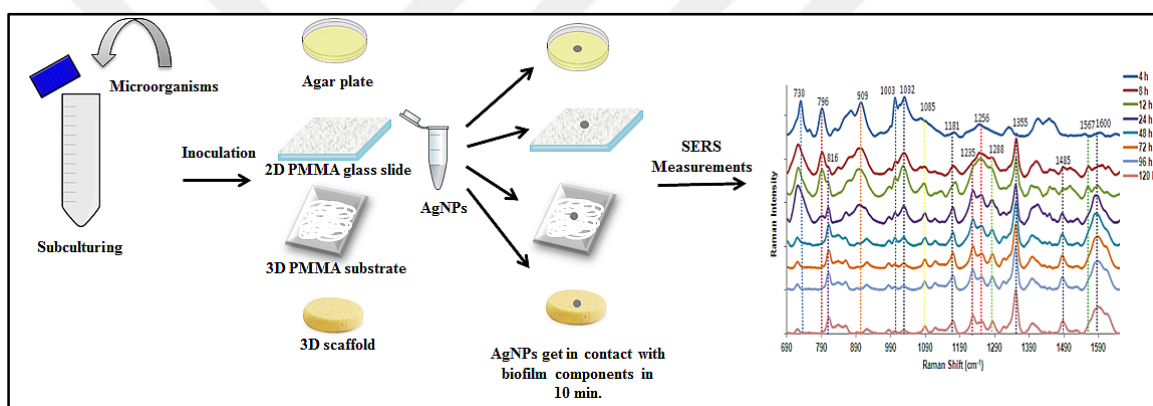 Microorganisms
Subculturing
Inoculation
Agar plate
2D PMMA glass slide
3D PMMA substrate
3D scaffold
AgNPs
AgNPs get in contact with
biofilm components in
10 min.
SERS
Measurements
Raman Intensity
730
796
816
909
1003
1032
1085
1181
1235
1256
1288
1355
1485
1567
1600
690
790
890
990
1090
1190
1290
1390
1490
1590
Raman Shift (cm⁻¹)
4 h
8 h
12 h
24 h
48 h
72 h
96 h
120